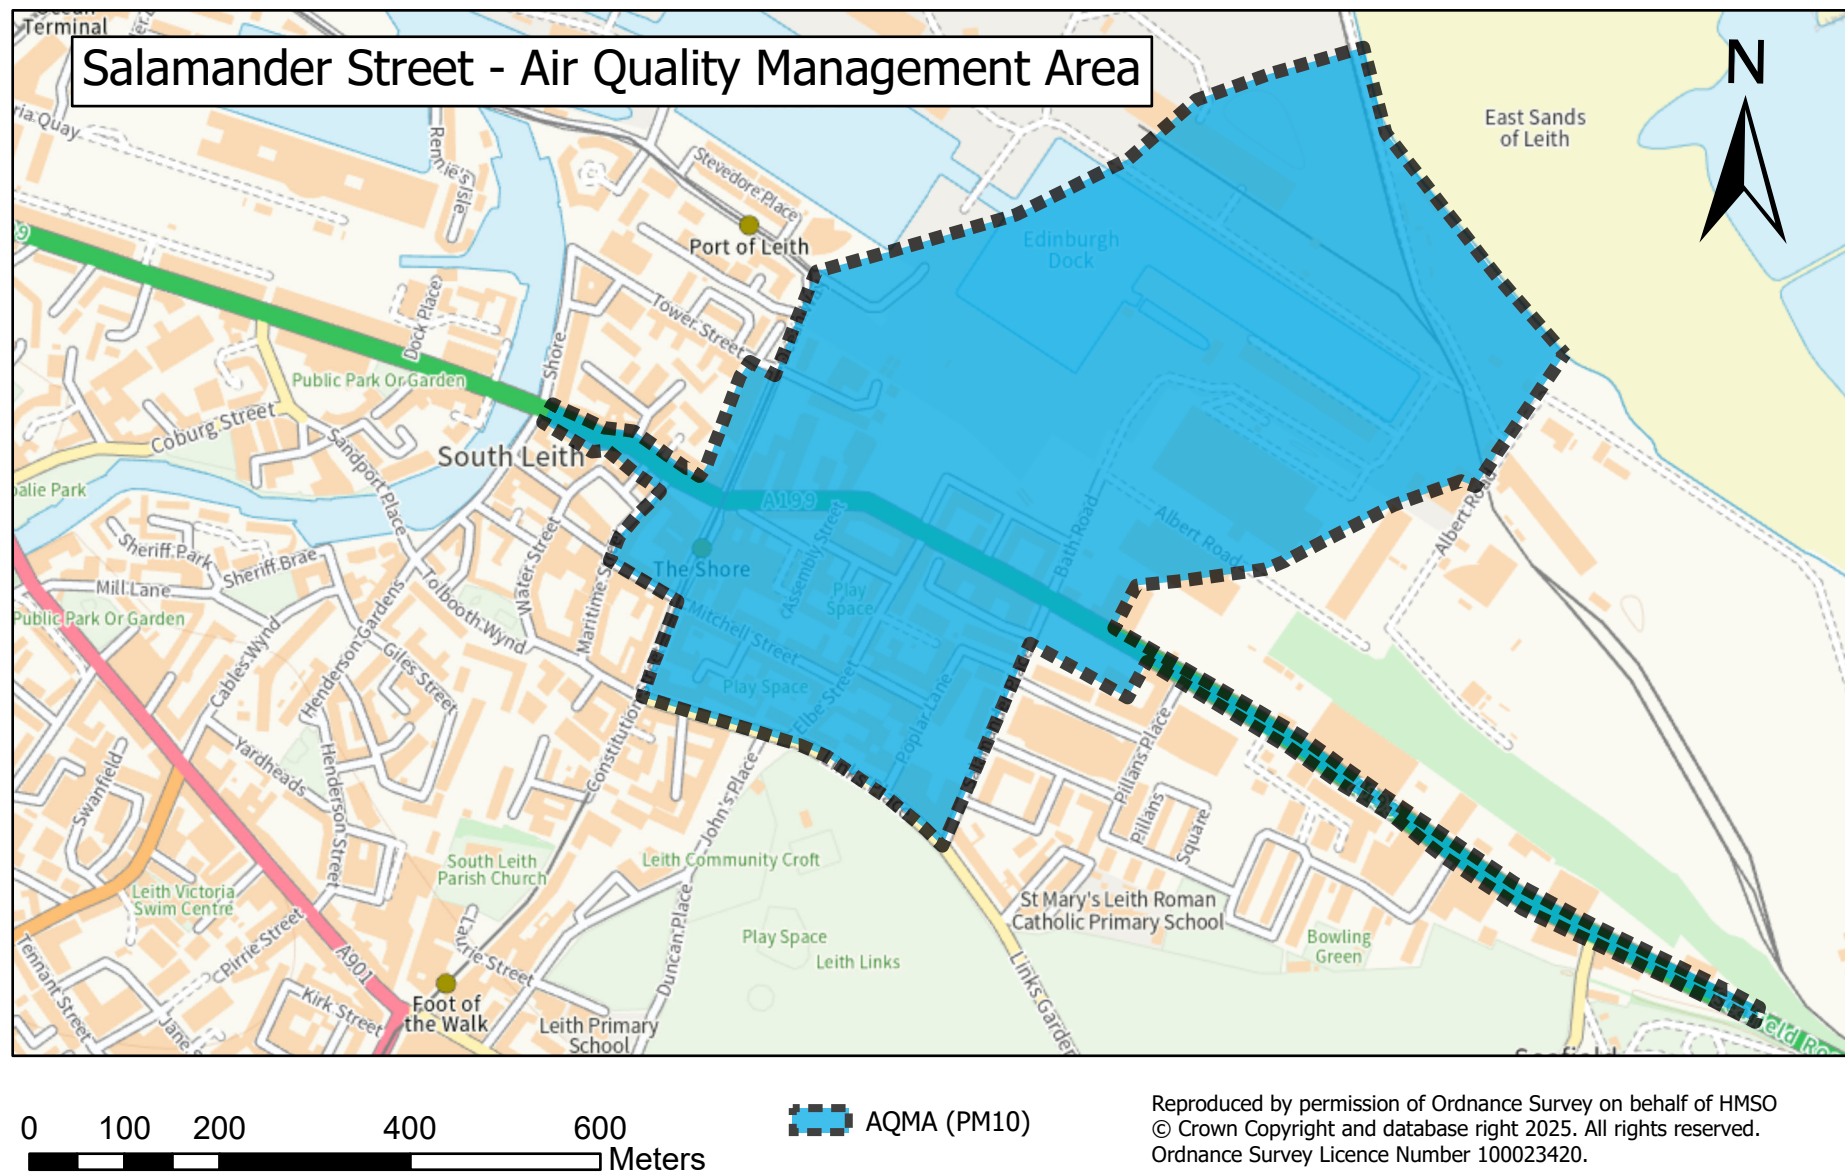 Terminal
Salamander Street - Air Quality Management Area
N
East Sands
of Leith
ria Quay
Rennie's Isle
Stevedore Place
Port of Leith
Edinburgh
Dock
9
Dock Place
Tower Street
Shore
Public Park Or Garden
Coburg Street
South Leith
Sandport Place
A199
Bath Road
Albert Road
Albert Road
Assembly Street
alie Park
Sheriff Park
Sheriff Brae
Water Street
The Shore
Play
Space
Mill Lane
Tolbooth Wynd
Mitchell Street
Public Park Or Garden
Cables Wynd
Henderson Gardens
Giles Street
Play Space
Elbe Street
Poplar Lane
Constitution
Yardheads
Henderson Street
Swanfield
John's Place
Pillans Place
Pillans
Square
South Leith
Parish Church
Leith Community Croft
Leith Victoria
Swim Centre
St Mary's Leith Roman
Catholic Primary School
Pirrie Street
Laurie Street
Duncan Place
Play Space
Leith Links
Bowling
Green
A901
Tennant Street
Kirk Street
Foot of
the Walk
Leith Primary
School
Links Garden
eld Ro
0 100 200 400 600
Meters
AQMA (PM10)
Reproduced by permission of Ordnance Survey on behalf of HMSO
© Crown Copyright and database right 2025. All rights reserved.
Ordnance Survey Licence Number 100023420.